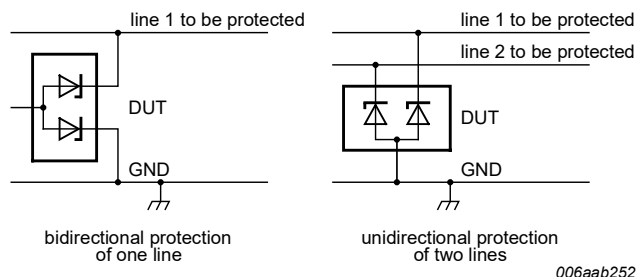 line 1 to be protected
DUT
GND
bidirectional protection
of one line
line 1 to be protected
line 2 to be protected
DUT
GND
unidirectional protection
of two lines
006aab252